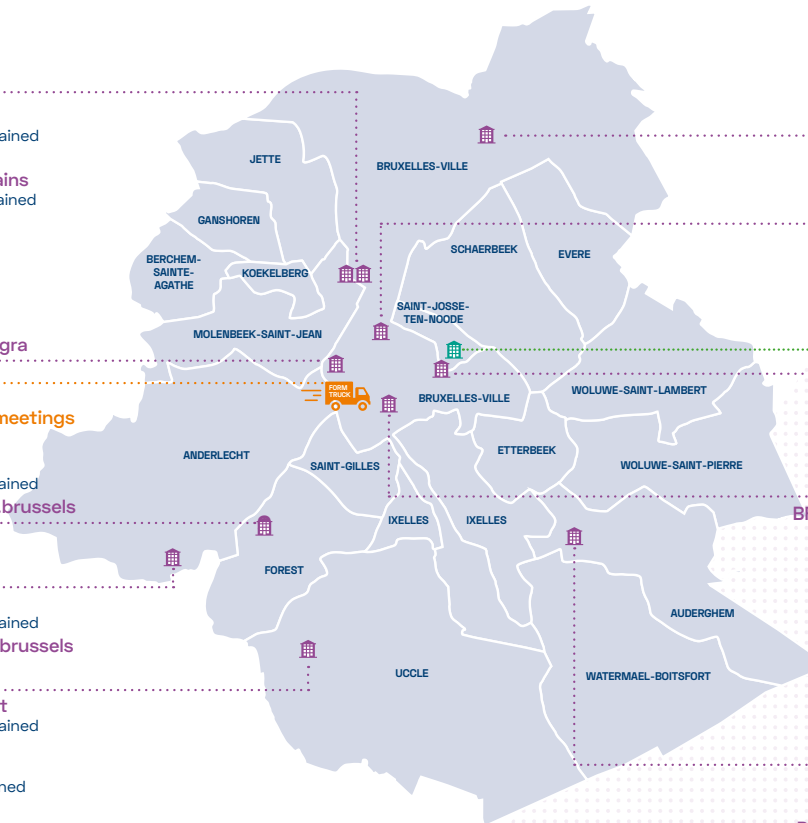 ained
ains
ained
gra
meetings
ained
.brussels
ained
brussels
t
ained
ned
JETTE
BRUXELLES-VILLE
GANSHOREN
SCHAERBEEK
EVERE
BERCHEM-
SAINTE-
AGATHE
KOEKELBERG
SAINT-JOSSE-
TEN-NOODE
MOLENBEEK-SAINT-JEAN
FORM
TRUCK
BRUXELLES-VILLE
WOLUWE-SAINT-LAMBERT
ANDERLECHT
SAINT-GILLES
ETTERBEEK
WOLUWE-SAINT-PIERRE
IXELLES
IXELLES
FOREST
AUDERGHEM
UCCLE
WATERMAEL-BOITSFORT